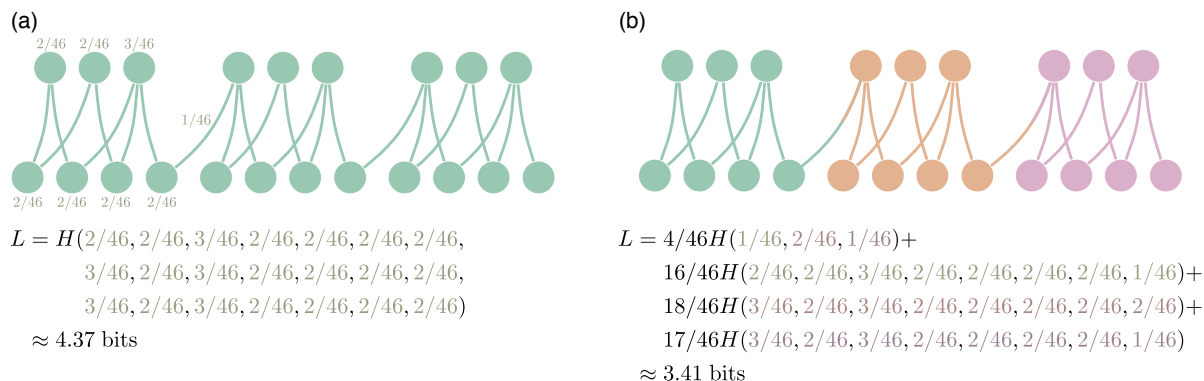 (a)
2/46 2/46 3/46
1/46
2/46 2/46 2/46 2/46
L = H(2/46, 2/46, 3/46, 2/46, 2/46, 2/46, 2/46,
3/46, 2/46, 3/46, 2/46, 2/46, 2/46, 2/46,
3/46, 2/46, 3/46, 2/46, 2/46, 2/46, 2/46)
≈ 4.37 bits
(b)
L = 4/46H(1/46, 2/46, 1/46)+
16/46H(2/46, 2/46, 3/46, 2/46, 2/46, 2/46, 2/46, 1/46)+
18/46H(3/46, 2/46, 3/46, 2/46, 2/46, 2/46, 2/46, 2/46)+
17/46H(3/46, 2/46, 3/46, 2/46, 2/46, 2/46, 2/46, 1/46)
≈ 3.41 bits